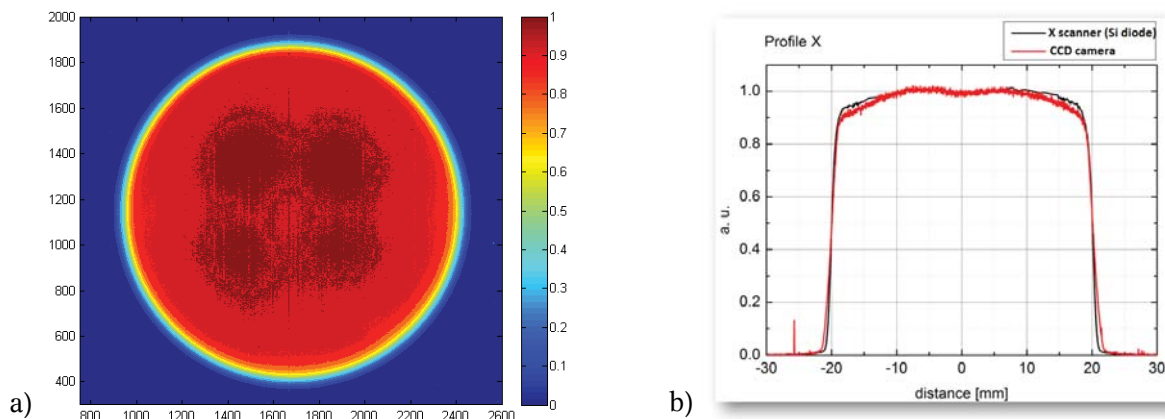 2000
1800
1600
1400
1200
1000
800
600
400
800 1000 1200 1400 1600 1800 2000 2200 2400 2600
1
0.9
0.8
0.7
0.6
0.5
0.4
0.3
0.2
0.1
0
a)
Profile X
X scanner (Si diode)
CCD camera
1.0
0.8
0.6
0.4
0.2
0.0
a. u.
-30 -20 -10 0 10 20 30
distance [mm]
b)